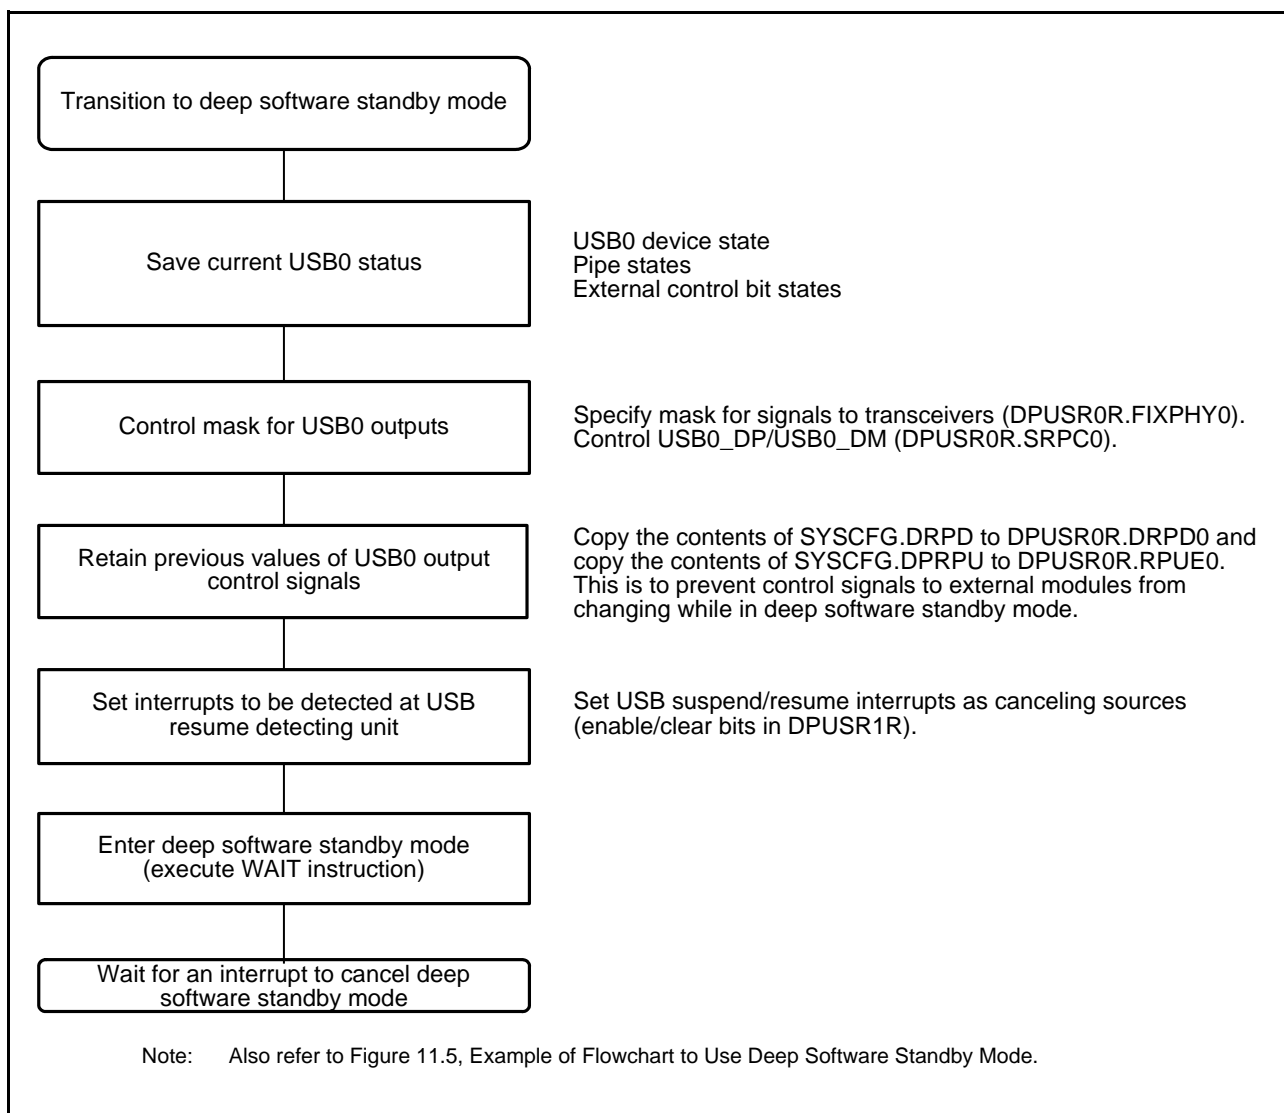 Transition to deep software standby mode
Save current USB0 status
USB0 device state
Pipe states
External control bit states
Control mask for USB0 outputs
Specify mask for signals to transceivers (DPUSR0R.FIXPHY0).
Control USB0_DP/USB0_DM (DPUSR0R.SRPC0).
Retain previous values of USB0 output
control signals
Copy the contents of SYSCFG.DRPD to DPUSR0R.DRPD0 and
copy the contents of SYSCFG.DPRPU to DPUSR0R.RPUE0.
This is to prevent control signals to external modules from
changing while in deep software standby mode.
Set interrupts to be detected at USB
resume detecting unit
Set USB suspend/resume interrupts as canceling sources
(enable/clear bits in DPUSR1R).
Enter deep software standby mode
(execute WAIT instruction)
Wait for an interrupt to cancel deep
software standby mode
Note: Also refer to Figure 11.5, Example of Flowchart to Use Deep Software Standby Mode.